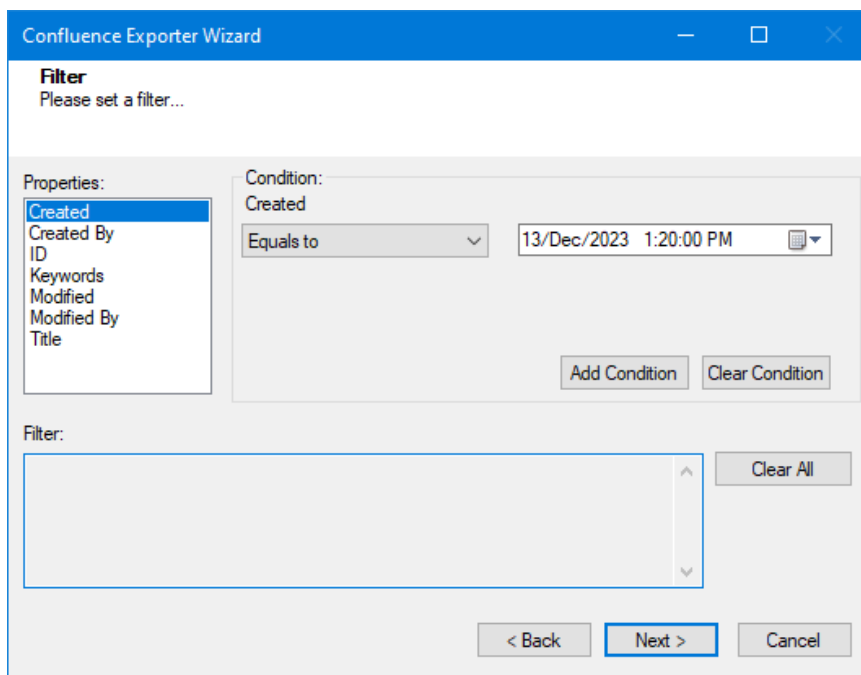 Confluence Exporter Wizard
Filter
Please set a filter...
Properties:
Created
Created By
ID
Keywords
Modified
Modified By
Title
Condition:
Created
Equals to
13/Dec/2023 1:20:00 PM
Add Condition
Clear Condition
Filter:
Clear All
< Back
Next >
Cancel